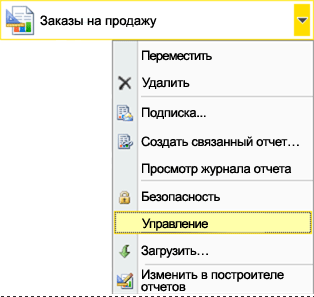 Заказы на продажу
Переместить
Удалить
Подписка...
Создать связанный отчет...
Просмотр журнала отчета
Безопасность
Управление
Загрузить...
Изменить в построителе
отчетов